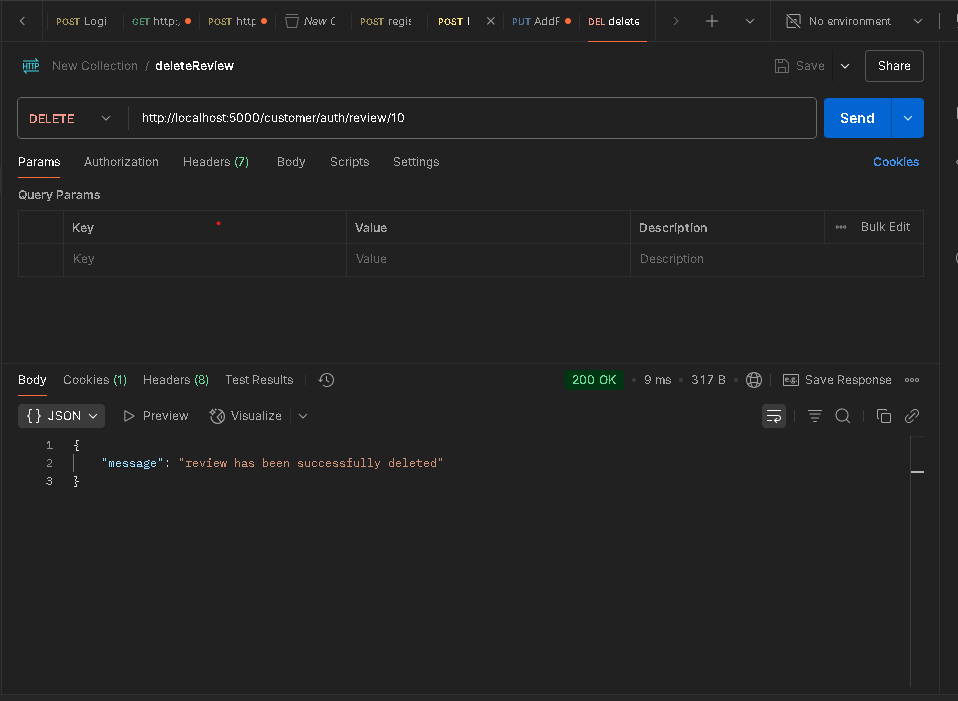 POST Logi GET http:, POST http New C POST regis POST l PUT AddF DEL delete No environment
HTTP New Collection / deleteReview Save Share
DELETE http://localhost:5000/customer/auth/review/10 Send
Params Authorization Headers (7) Body Scripts Settings Cookies
Query Params
Key Value Description Bulk Edit
Key Value Description
Body Cookies (1) Headers (8) Test Results 200 OK 9 ms 317 B e.g. Save Response
{} JSON Preview Visualize
1 {
2 "message": "review has been successfully deleted"
3 }